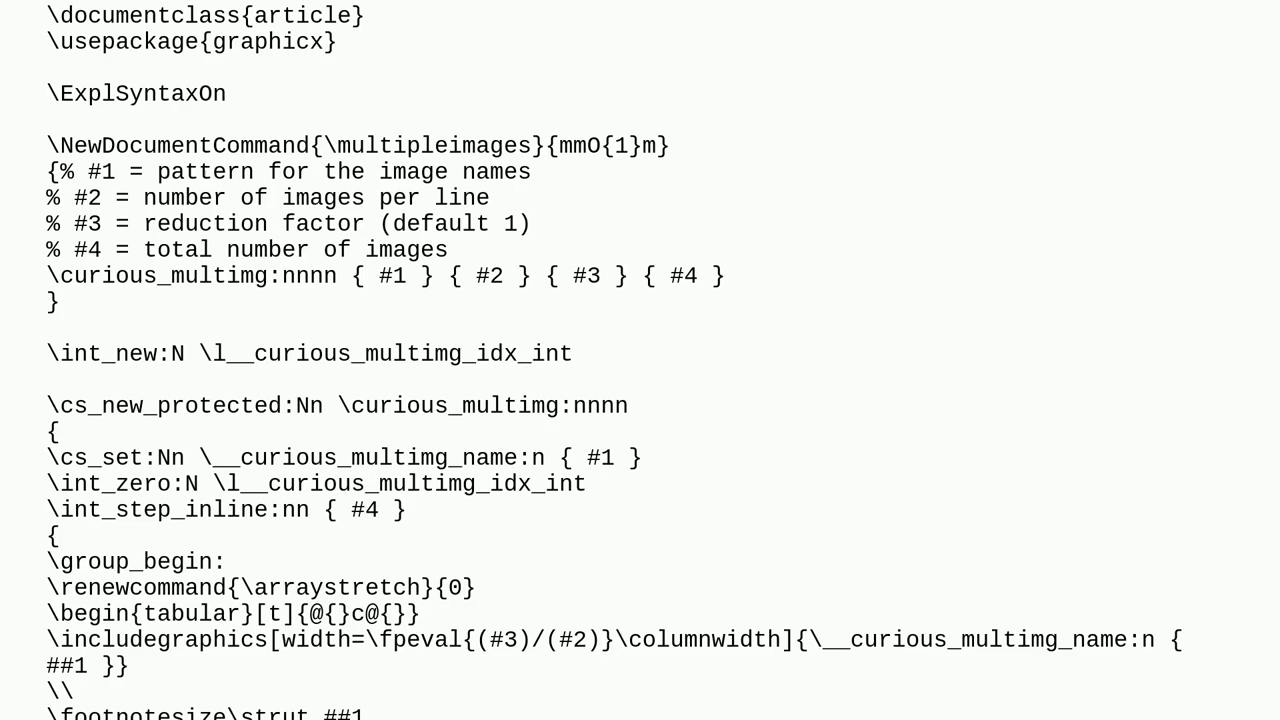 \documentclass{article}
\usepackage{graphicx}
\ExplSyntaxOn
\NewDocumentCommand{\multipleimages}{mmO{1}m}
{% #1 = pattern for the image names
% #2 = number of images per line
% #3 = reduction factor (default 1)
% #4 = total number of images
\curious_multimg:nnnn { #1 } { #2 } { #3 } { #4 }
}
\int_new:N \l__curious_multimg_idx_int
\cs_new_protected:Nn \curious_multimg:nnnn
{
\cs_set:Nn \__curious_multimg_name:n { #1 }
\int_zero:N \l__curious_multimg_idx_int
\int_step_inline:nn { #4 }
{
\group_begin:
\renewcommand{\arraystretch}{0}
\begin{tabular}[t]{@{}c@{}}
\includegraphics[width=\fpeval{(#3)/(#2)}\columnwidth]{\__curious_multimg_name:n {
##1 }}
\\
\footnotesize\strut ##1